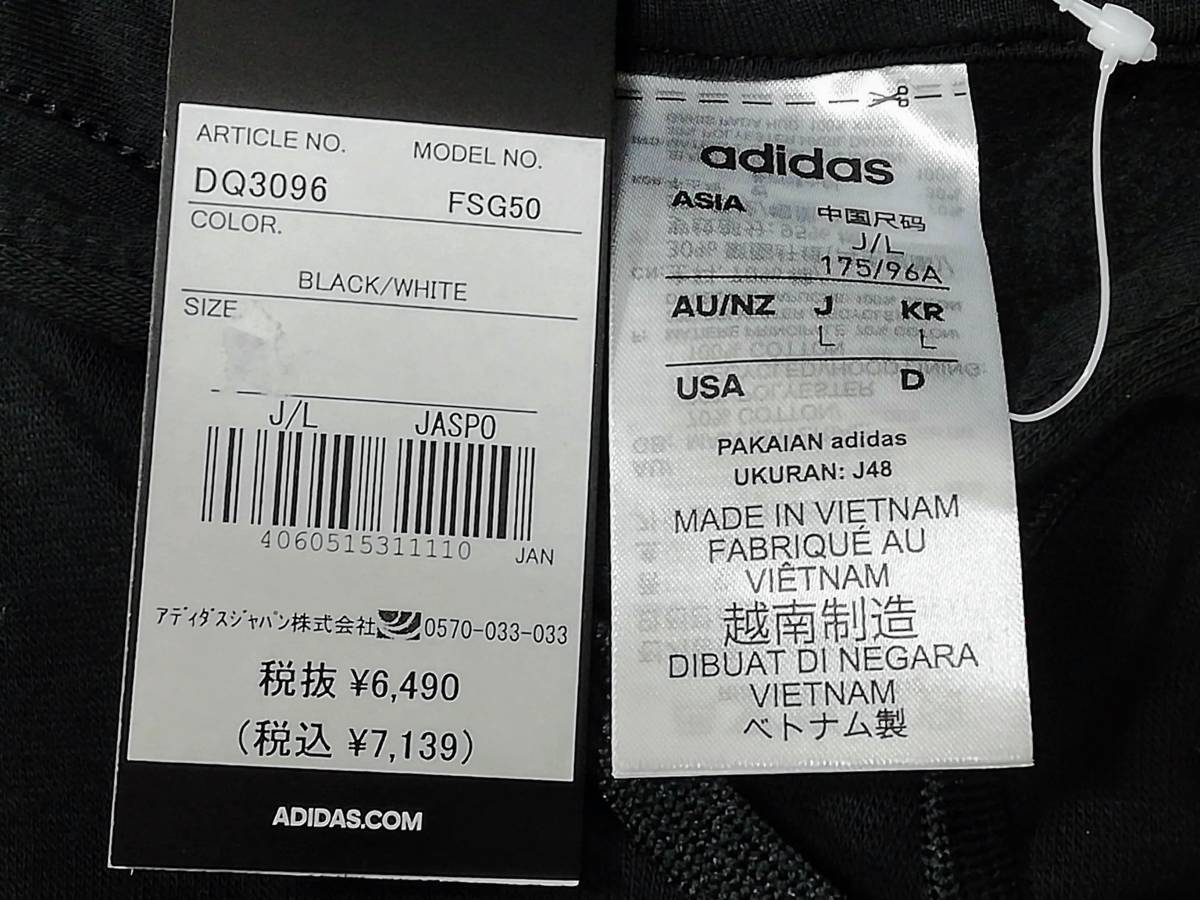 ARTICLE NO. MODEL NO.
DQ3096 FSG50
COLOR.
BLACK/WHITE
SIZE
J/L JASPO
4060515311110 JAN
アディダスジャパン株式会社 0570-033-033
税抜 ¥6,490
(税込 ¥7,139)
ADIDAS.COM
adidas
ASIA 中国尺码
J/L
175/96A
AU/NZ J KR
L L
USA D
PAKAIAN adidas
UKURAN: J48
MADE IN VIETNAM
FABRIQUÉ AU
VIÊTNAM
越南制造
DIBUAT DI NEGARA
VIETNAM
ベトナム製